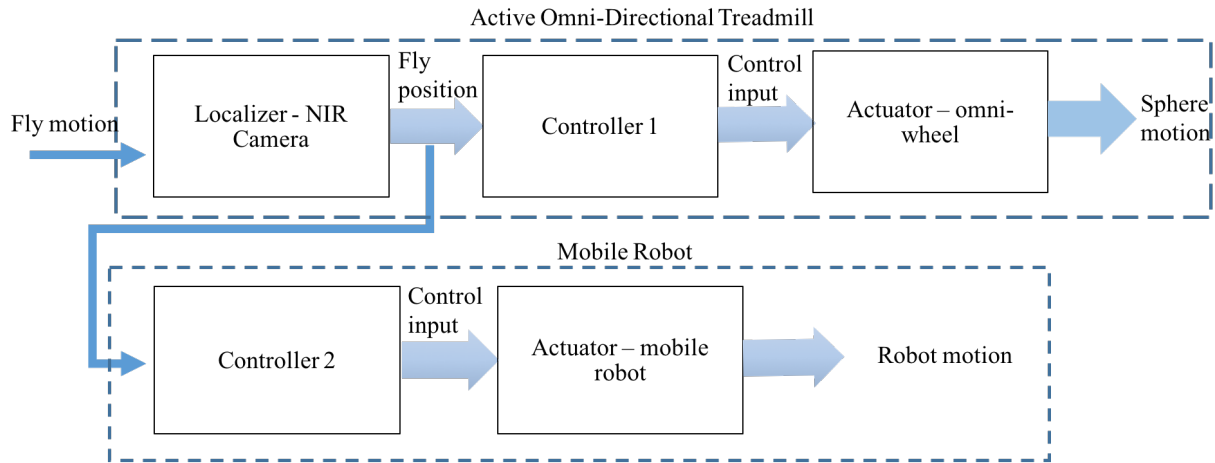 Active Omni-Directional Treadmill
Fly motion
Localizer - NIR
Camera
Fly
position
Controller 1
Control
input
Actuator – omni-
wheel
Sphere
motion
Mobile Robot
Controller 2
Control
input
Actuator – mobile
robot
Robot motion